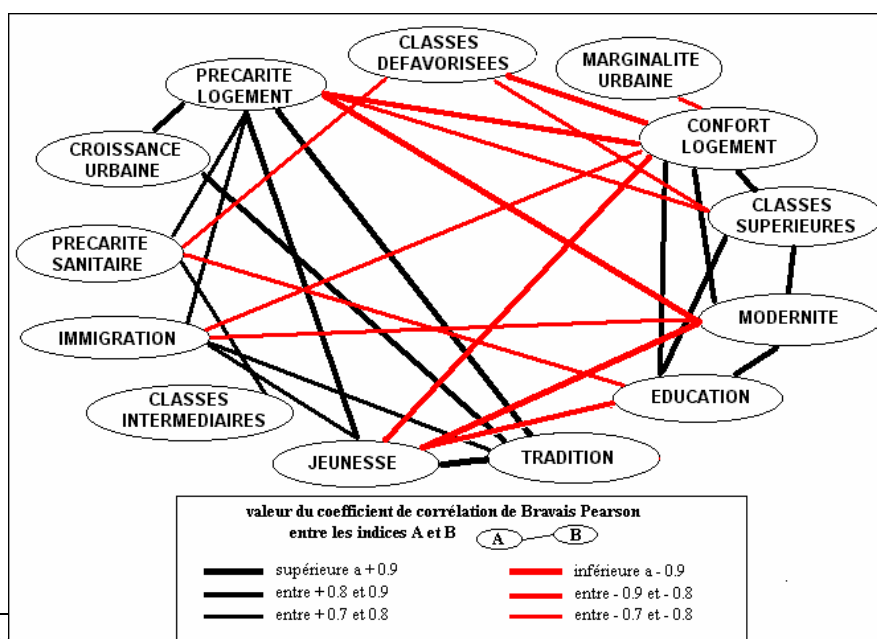 CLASSES
DEFAVORISEES
MARGINALITE
URBAINE
PRECARITE
LOGEMENT
CONFORT
LOGEMENT
CROISSANCE
URBAINE
CLASSES
SUPERIEURES
PRECARITE
SANITAIRE
IMMIGRATION
MODERNITE
CLASSES
INTERMEDIAIRES
EDUCATION
JEUNESSE
TRADITION
valeur du coefficient de corrélation de Bravais Pearson
entre les indices A et B
A
B
supérieure a + 0.9
entre + 0.8 et 0.9
entre + 0.7 et 0.8
inférieure a - 0.9
entre - 0.9 et - 0.8
entre - 0.7 et - 0.8